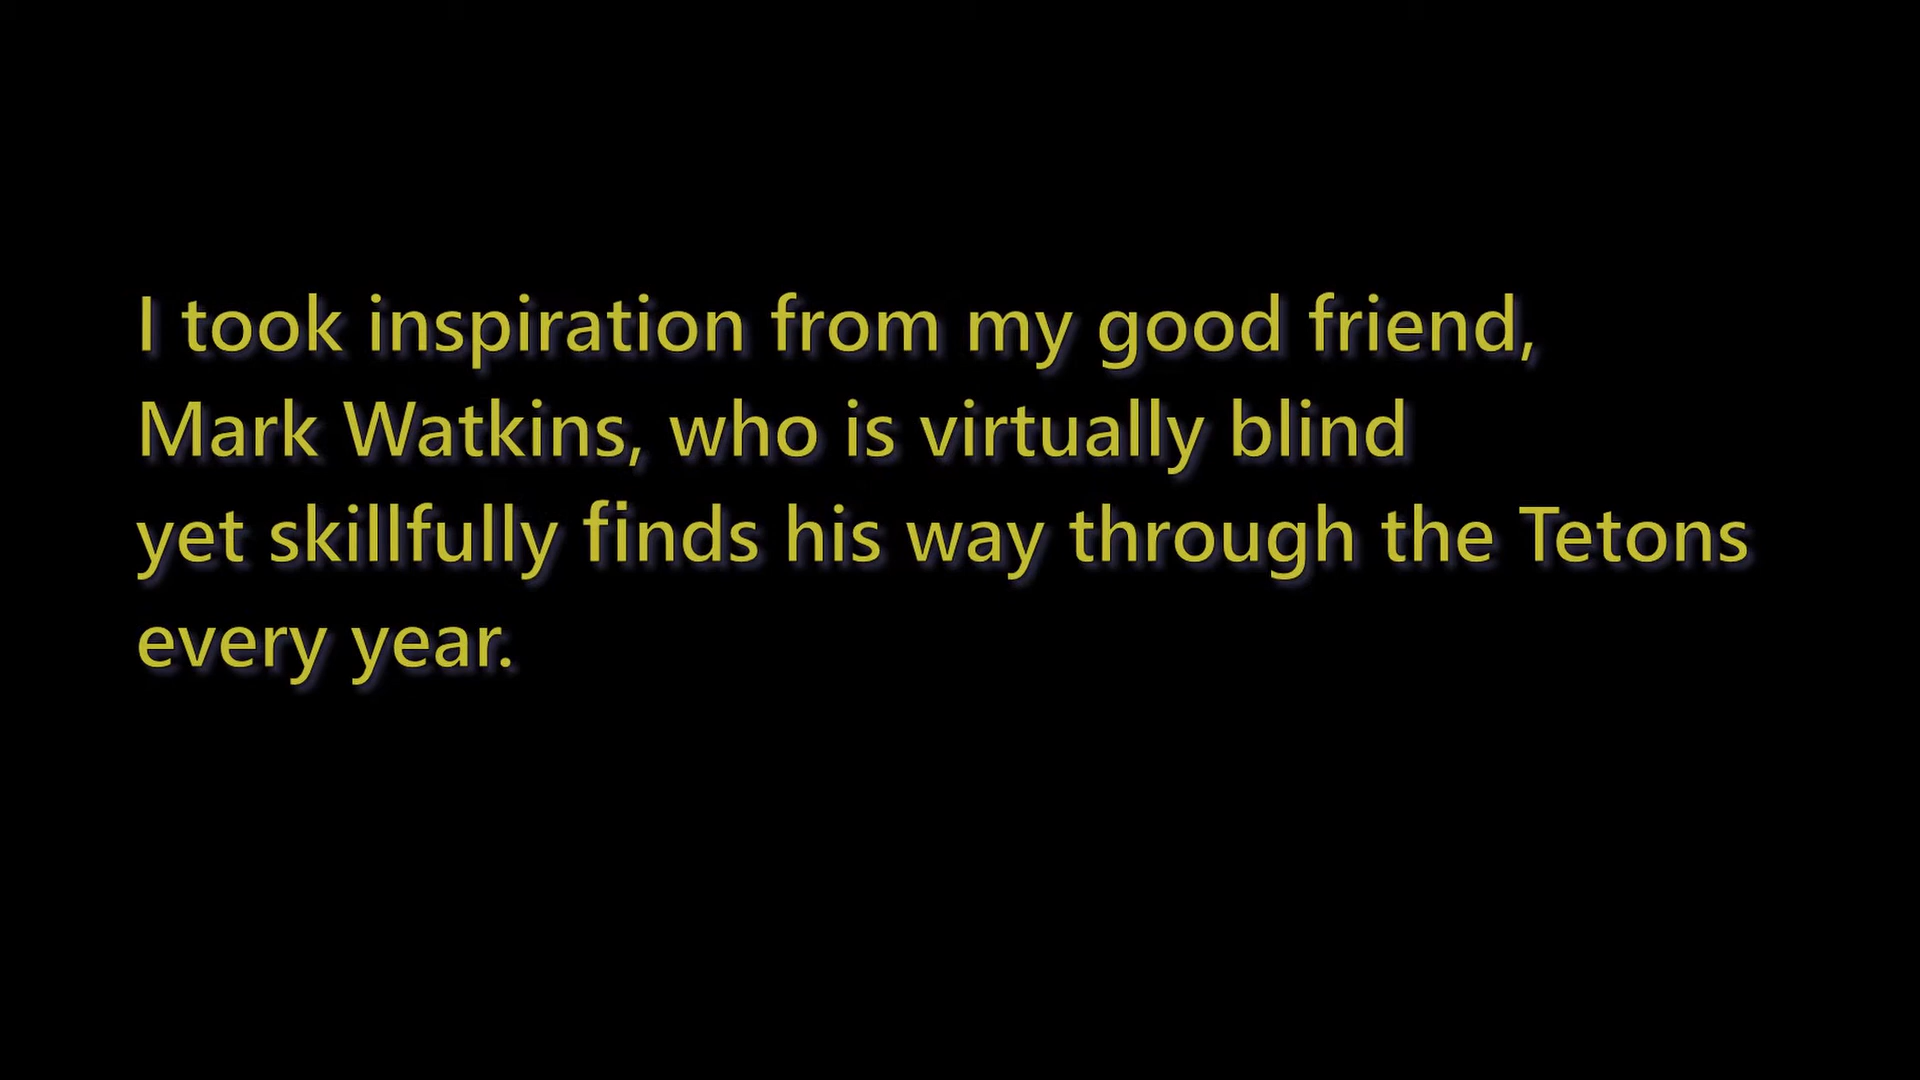 I took inspiration from my good friend,
Mark Watkins, who is virtually blind
yet skillfully finds his way through the Tetons
every year.